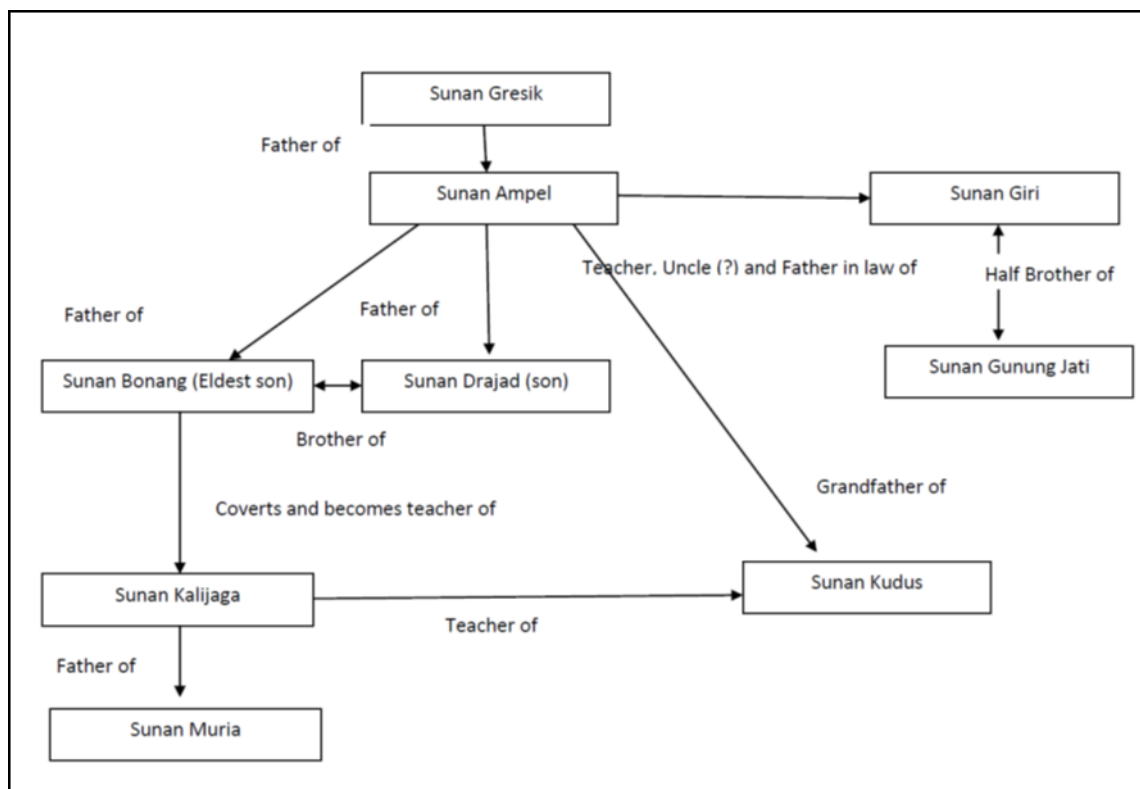 Sunan Gresik
Father of
Sunan Ampel
Sunan Giri
Teacher, Uncle (?) and Father in law of
Half Brother of
Father of
Father of
Sunan Bonang (Eldest son)
Sunan Drajad (son)
Sunan Gunung Jati
Brother of
Grandfather of
Coverts and becomes teacher of
Sunan Kalijaga
Sunan Kudus
Teacher of
Father of
Sunan Muria